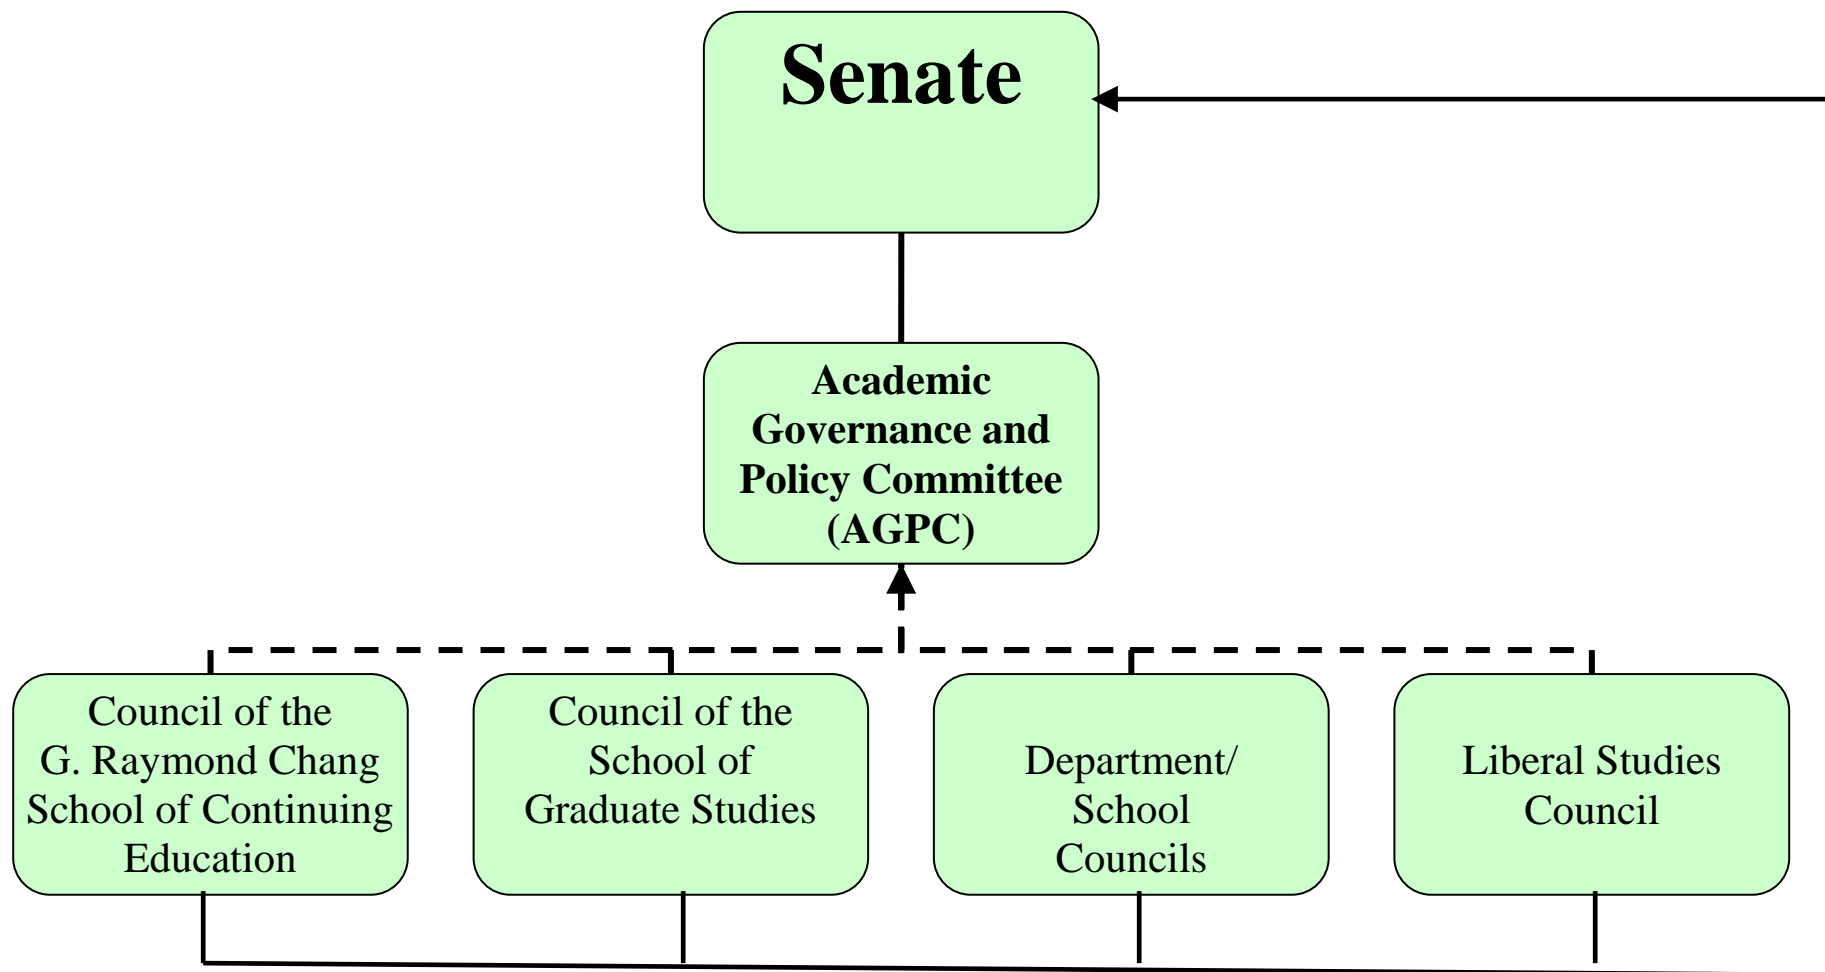 Senate
Academic
Governance and
Policy Committee
(AGPC)
Council of the
G. Raymond Chang
School of Continuing
Education
Council of the
School of
Graduate Studies
Department/
School
Councils
Liberal Studies
Council